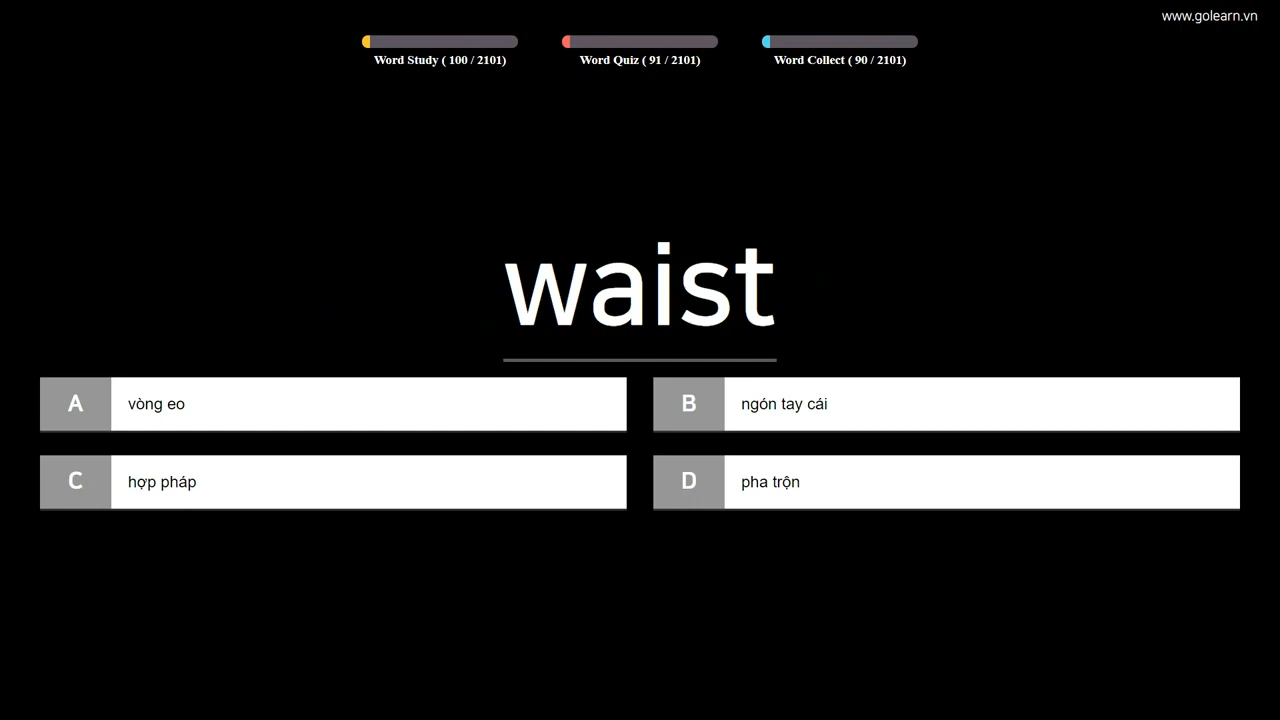 www.golearn.vn
Word Study ( 100 / 2101)
Word Quiz ( 91 / 2101)
Word Collect ( 90 / 2101)
waist
A vòng eo
B ngón tay cái
C hợp pháp
D pha trộn